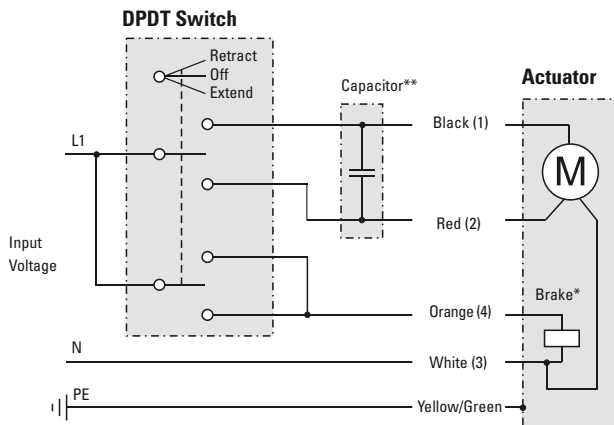 DPDT Switch
Retract
Off
Extend
Capacitor**
Actuator
Black (1)
L1
M
Red (2)
Input
Voltage
Brake*
Orange (4)
N
White (3)
PE
Yellow/Green